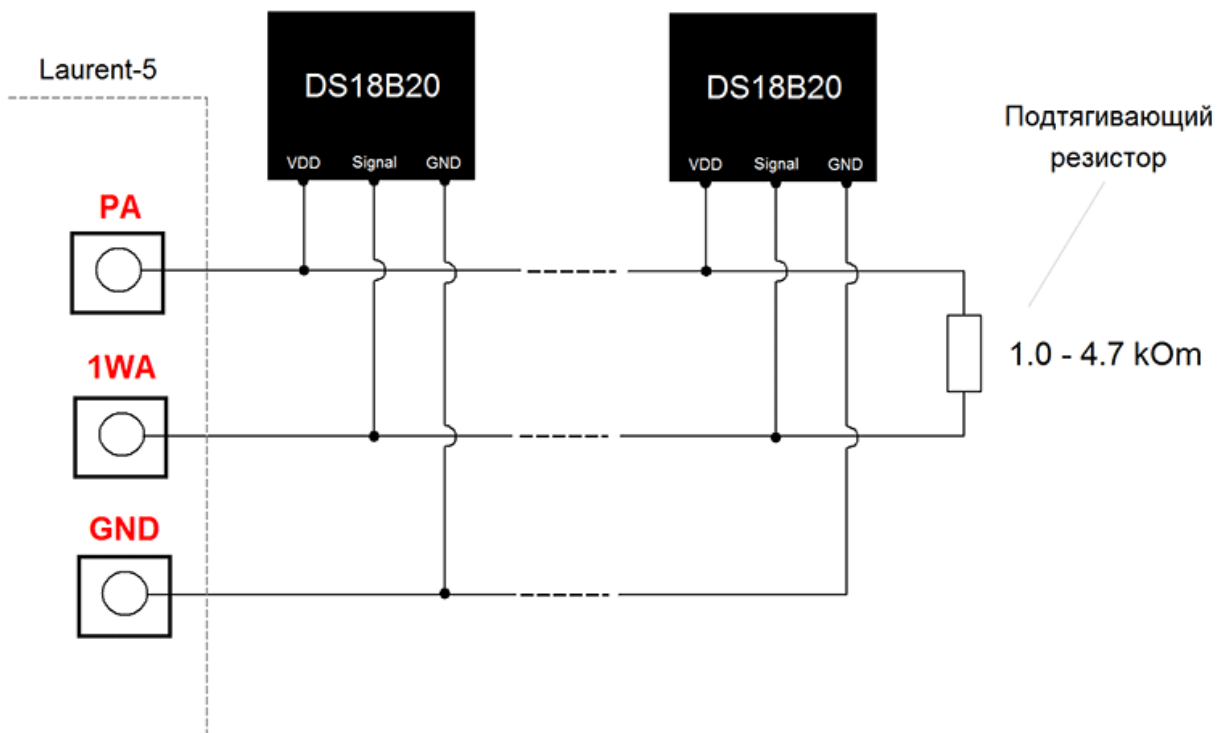 Laurent-5
DS18B20
VDD Signal GND
DS18B20
VDD Signal GND
Подтягивающий
резистор
PA
1WA
1.0 - 4.7 kOm
GND